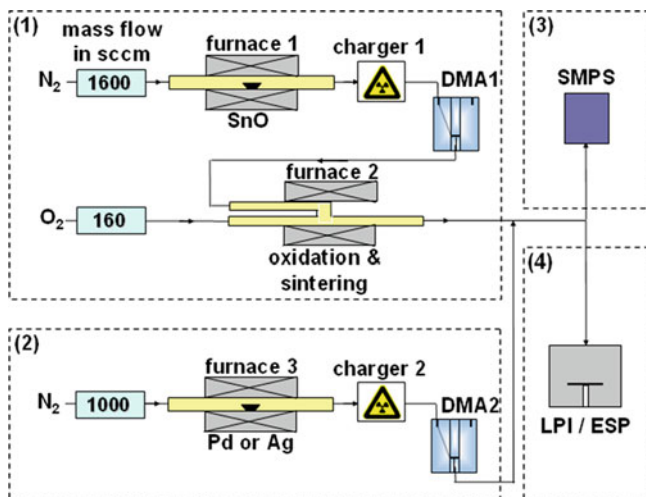 (1)
mass flow
in sccm
N₂
1600
furnace 1
SnO
charger 1
DMA1
furnace 2
O₂
160
oxidation &
sintering
(2)
N₂
1000
furnace 3
Pd or Ag
charger 2
DMA2
(3)
SMPS
(4)
LPI / ESP